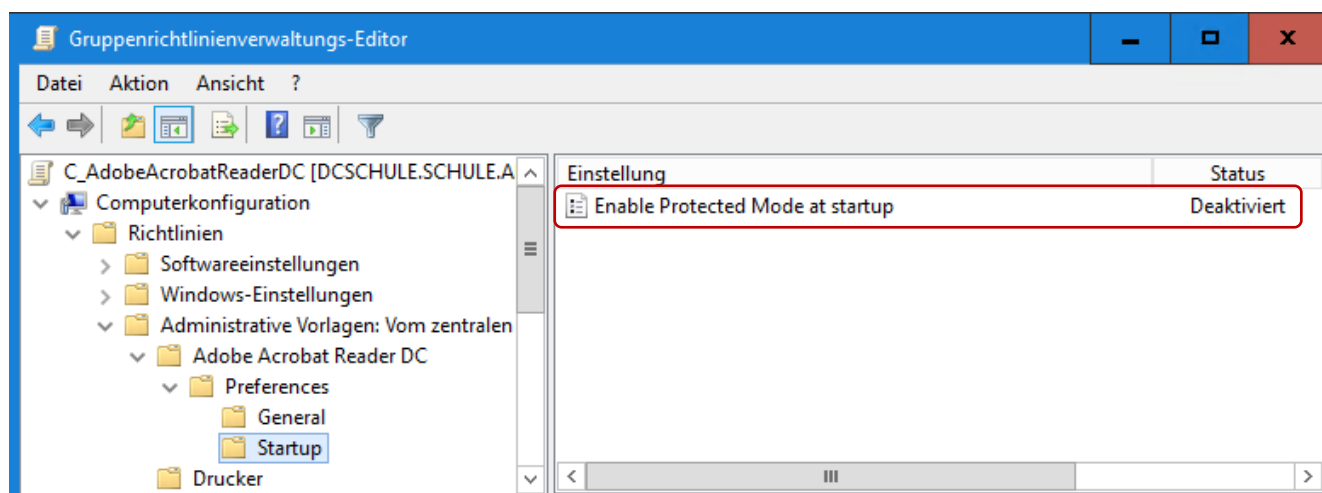 Gruppenrichtlinienverwaltungs-Editor
Datei Aktion Ansicht ?
C_AdobeAcrobatReaderDC [DCSCHULE.SCHULE.A
Computerkonfiguration
Richtlinien
Softwareeinstellungen
Windows-Einstellungen
Administrative Vorlagen: Vom zentralen
Adobe Acrobat Reader DC
Preferences
General
Startup
Drucker
Einstellung Status
Enable Protected Mode at startup Deaktiviert